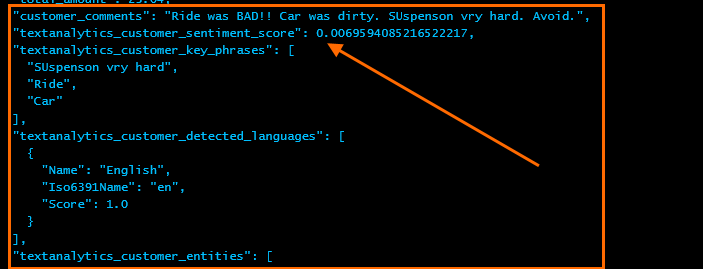 "customer_comments": "Ride was BAD!! Car was dirty. SUspenson vry hard. Avoid.",
"textanalytics_customer_sentiment_score": 0.0069594085216522217,
"textanalytics_customer_key_phrases": [
"SUspenson vry hard",
"Ride",
"Car"
],
"textanalytics_customer_detected_languages": [
{
"Name": "English",
"Iso6391Name": "en",
"Score": 1.0
}
],
"textanalytics_customer_entities": [